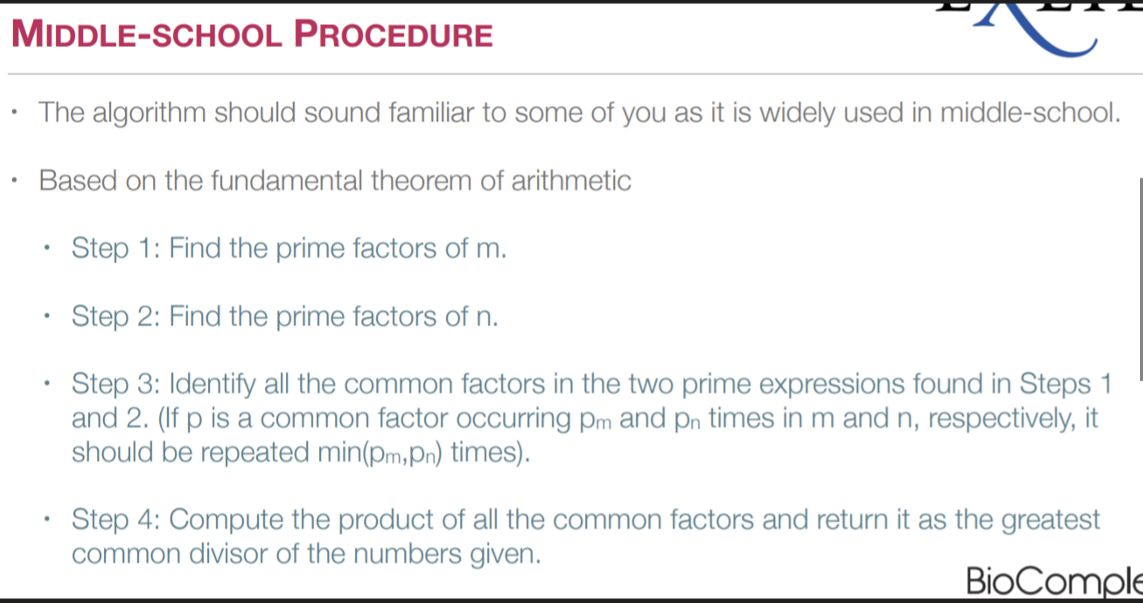 MIDDLE-SCHOOL PROCEDURE
• The algorithm should sound familiar to some of you as it is widely used in middle-school.
• Based on the fundamental theorem of arithmetic
• Step 1: Find the prime factors of m.
• Step 2: Find the prime factors of n.
• Step 3: Identify all the common factors in the two prime expressions found in Steps 1
and 2. (If p is a common factor occurring pm and pn times in m and n, respectively, it
should be repeated min(pm,pn) times).
• Step 4: Compute the product of all the common factors and return it as the greatest
common divisor of the numbers given.